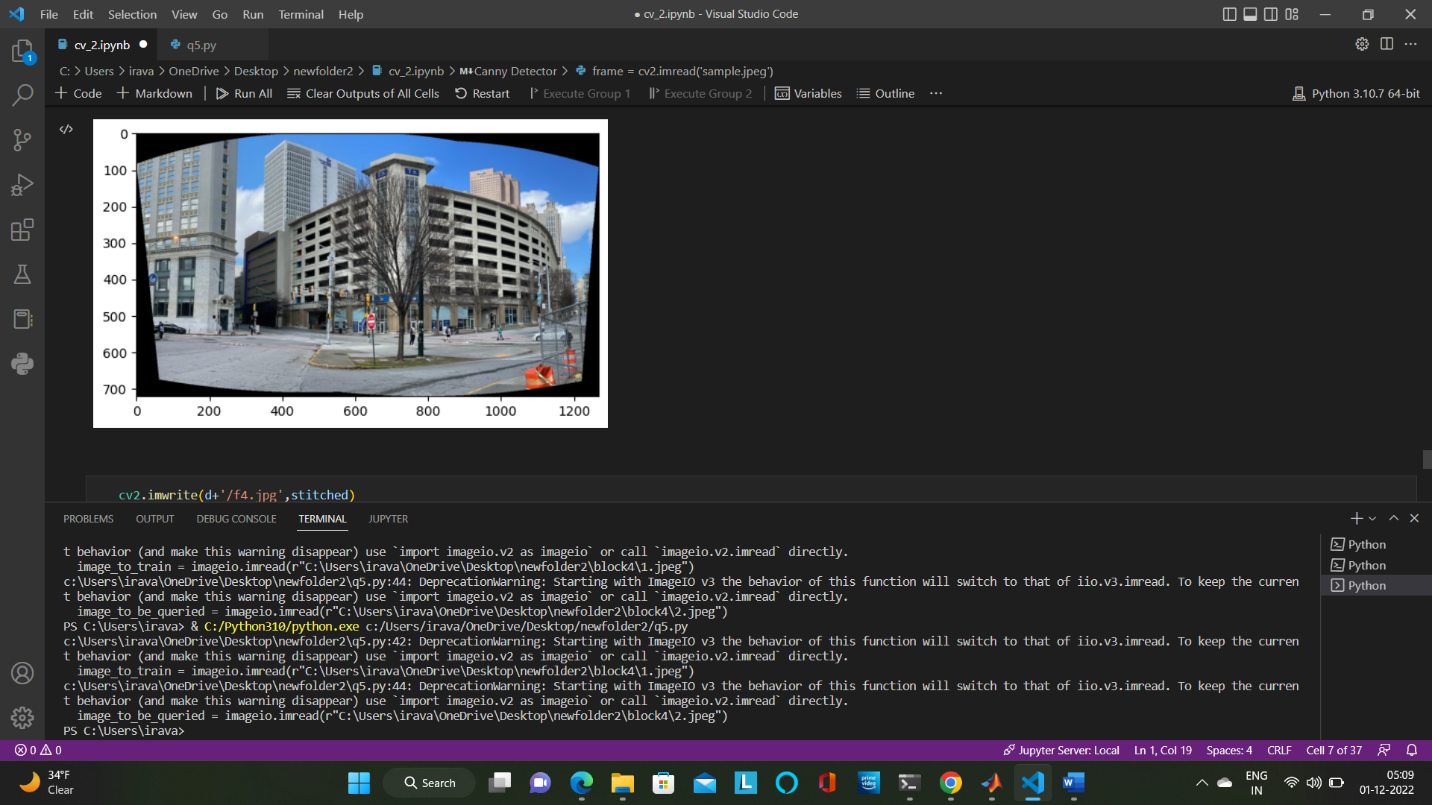 File Edit Selection View Go Run Terminal Help
● cv_2.ipynb - Visual Studio Code
cv_2.ipynb ●
q5.py
C: > Users > irava > OneDrive > Desktop > newfolder2 > cv_2.ipynb > M↓Canny Detector > frame = cv2.imread('sample.jpeg')
+ Code + Markdown | Run All Clear Outputs of All Cells Restart Execute Group 1 Execute Group 2 | Variables Outline ···
Python 3.10.7 64-bit
1
</>
0
100
200
300
400
500
600
700
0 200 400 600 800 1000 1200
cv2.imwrite(d+'/f4.jpg',stitched)
PROBLEMS OUTPUT DEBUG CONSOLE TERMINAL JUPYTER
t behavior (and make this warning disappear) use `import imageio.v2 as imageio` or call `imageio.v2.imread` directly.
image_to_train = imageio.imread(r"C:\Users\irava\OneDrive\Desktop\newfolder2\block4\1.jpeg")
c:\Users\irava\OneDrive\Desktop\newfolder2\q5.py:44: DeprecationWarning: Starting with ImageIO v3 the behavior of this function will switch to that of iio.v3.imread. To keep the curren
t behavior (and make this warning disappear) use `import imageio.v2 as imageio` or call `imageio.v2.imread` directly.
image_to_be_queried = imageio.imread(r"C:\Users\irava\OneDrive\Desktop\newfolder2\block4\2.jpeg")
PS C:\Users\irava> & C:/Python310/python.exe c:/Users/irava/OneDrive/Desktop/newfolder2/q5.py
c:\Users\irava\OneDrive\Desktop\newfolder2\q5.py:42: DeprecationWarning: Starting with ImageIO v3 the behavior of this function will switch to that of iio.v3.imread. To keep the curren
t behavior (and make this warning disappear) use `import imageio.v2 as imageio` or call `imageio.v2.imread` directly.
image_to_train = imageio.imread(r"C:\Users\irava\OneDrive\Desktop\newfolder2\block4\1.jpeg")
c:\Users\irava\OneDrive\Desktop\newfolder2\q5.py:44: DeprecationWarning: Starting with ImageIO v3 the behavior of this function will switch to that of iio.v3.imread. To keep the curren
t behavior (and make this warning disappear) use `import imageio.v2 as imageio` or call `imageio.v2.imread` directly.
image_to_be_queried = imageio.imread(r"C:\Users\irava\OneDrive\Desktop\newfolder2\block4\2.jpeg")
PS C:\Users\irava>
Python
Python
Python
0 0
Jupyter Server: Local Ln 1, Col 19 Spaces: 4 CRLF Cell 7 of 37
34°F
Clear
Search
L
prime video
W
ENG
IN
05:09
01-12-2022